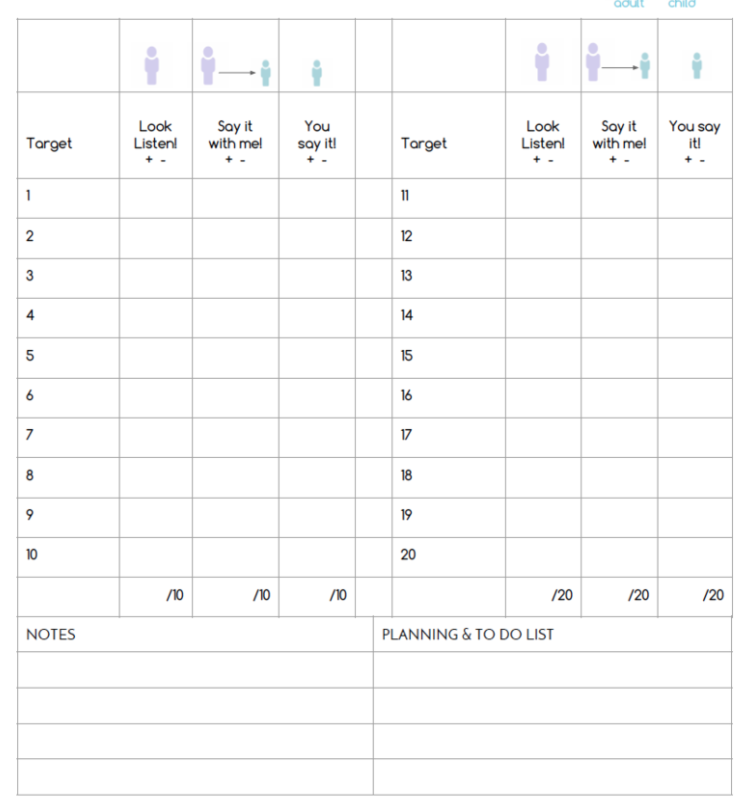 adult child
Target Look Listen! + - Say it with me! + - You say it! + - Target Look Listen! + - Say it with me! + - You say it! + -
1 11
2 12
3 13
4 14
5 15
6 16
7 17
8 18
9 19
10 20
/10 /10 /10 /20 /20 /20
NOTES PLANNING & TO DO LIST